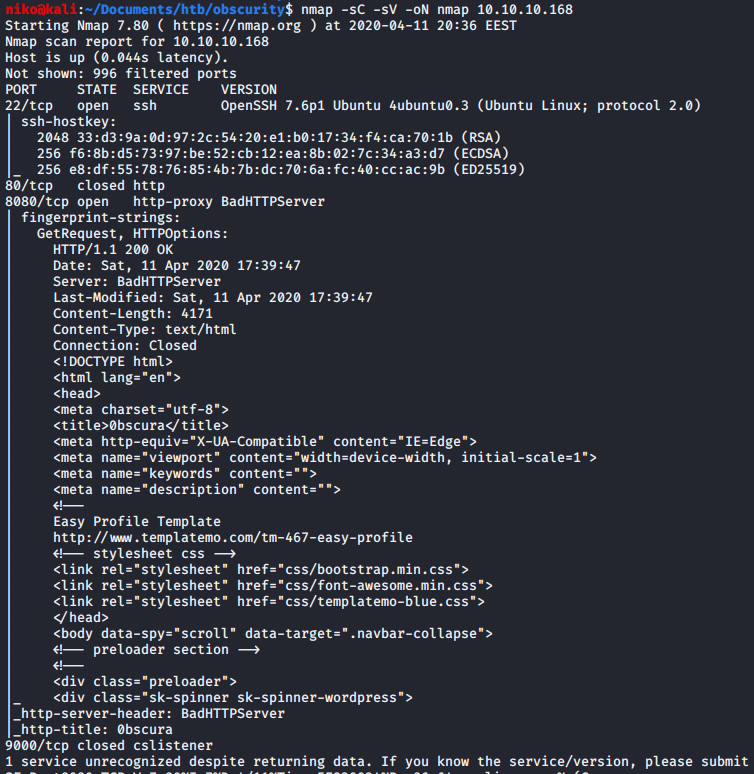 niko@kali:~/Documents/htb/obscurity$ nmap -sC -sV -oN nmap 10.10.10.168
Starting Nmap 7.80 ( https://nmap.org ) at 2020-04-11 20:36 EEST
Nmap scan report for 10.10.10.168
Host is up (0.044s latency).
Not shown: 996 filtered ports
PORT     STATE  SERVICE    VERSION
22/tcp   open   ssh        OpenSSH 7.6p1 Ubuntu 4ubuntu0.3 (Ubuntu Linux; protocol 2.0)
| ssh-hostkey:
|   2048 33:d3:9a:0d:97:2c:54:20:e1:b0:17:34:f4:ca:70:1b (RSA)
|   256 f6:8b:d5:73:97:be:52:cb:12:ea:8b:02:7c:34:a3:d7 (ECDSA)
|_  256 e8:df:55:78:76:85:4b:7b:dc:70:6a:fc:40:cc:ac:9b (ED25519)
80/tcp   closed http
8080/tcp open   http-proxy BadHTTPServer
| fingerprint-strings:
|   GetRequest, HTTPOptions:
|     HTTP/1.1 200 OK
|     Date: Sat, 11 Apr 2020 17:39:47
|     Server: BadHTTPServer
|     Last-Modified: Sat, 11 Apr 2020 17:39:47
|     Content-Length: 4171
|     Content-Type: text/html
|     Connection: Closed
|     <!DOCTYPE html>
|     <html lang="en">
|     <head>
|     <meta charset="utf-8">
|     <title>0bscura</title>
|     <meta http-equiv="X-UA-Compatible" content="IE=Edge">
|     <meta name="viewport" content="width=device-width, initial-scale=1">
|     <meta name="keywords" content="">
|     <meta name="description" content="">
|     <!--
|     Easy Profile Template
|     http://www.templatemo.com/tm-467-easy-profile
|     <!-- stylesheet css -->
|     <link rel="stylesheet" href="css/bootstrap.min.css">
|     <link rel="stylesheet" href="css/font-awesome.min.css">
|     <link rel="stylesheet" href="css/templatemo-blue.css">
|     </head>
|     <body data-spy="scroll" data-target=".navbar-collapse">
|     <!-- preloader section -->
|     <!--
|     <div class="preloader">
|_    <div class="sk-spinner sk-spinner-wordpress">
|_http-server-header: BadHTTPServer
|_http-title: 0bscura
9000/tcp closed cslistener
1 service unrecognized despite returning data. If you know the service/version, please submit